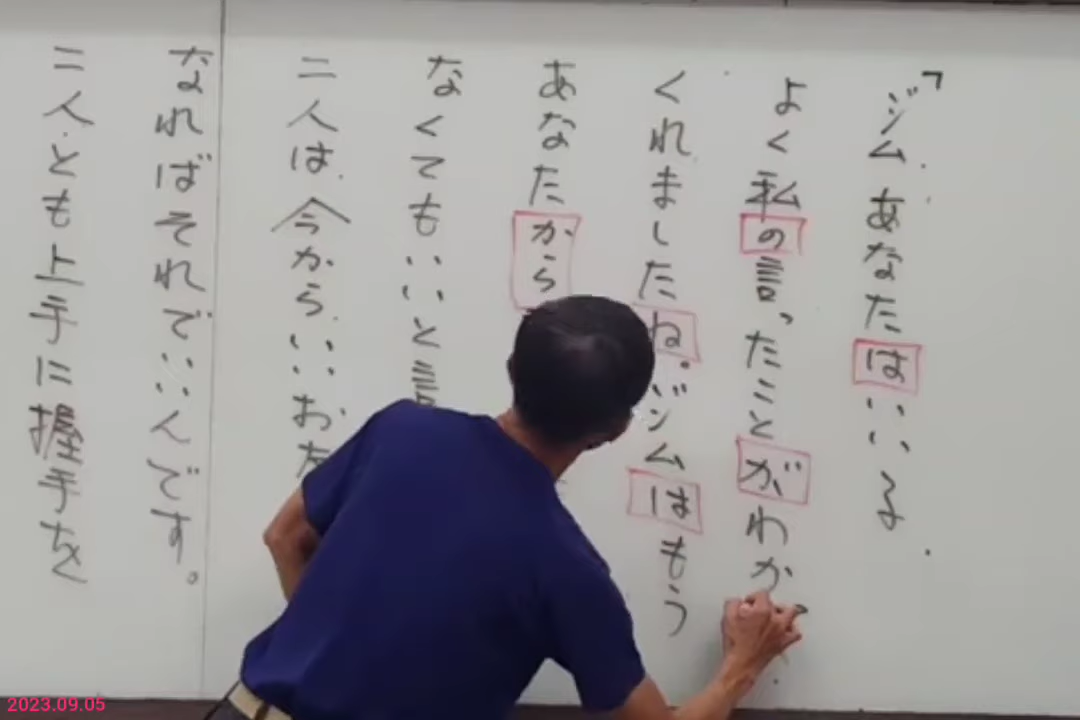 「ジム あなたはいい子
よく私の言ったことがわか
くれましたね。ジムはもう
あなたから
なくてもいいと言
二人は今からいいお
なればそれでいいんです。
二人とも上手に握手を
2023.09.05